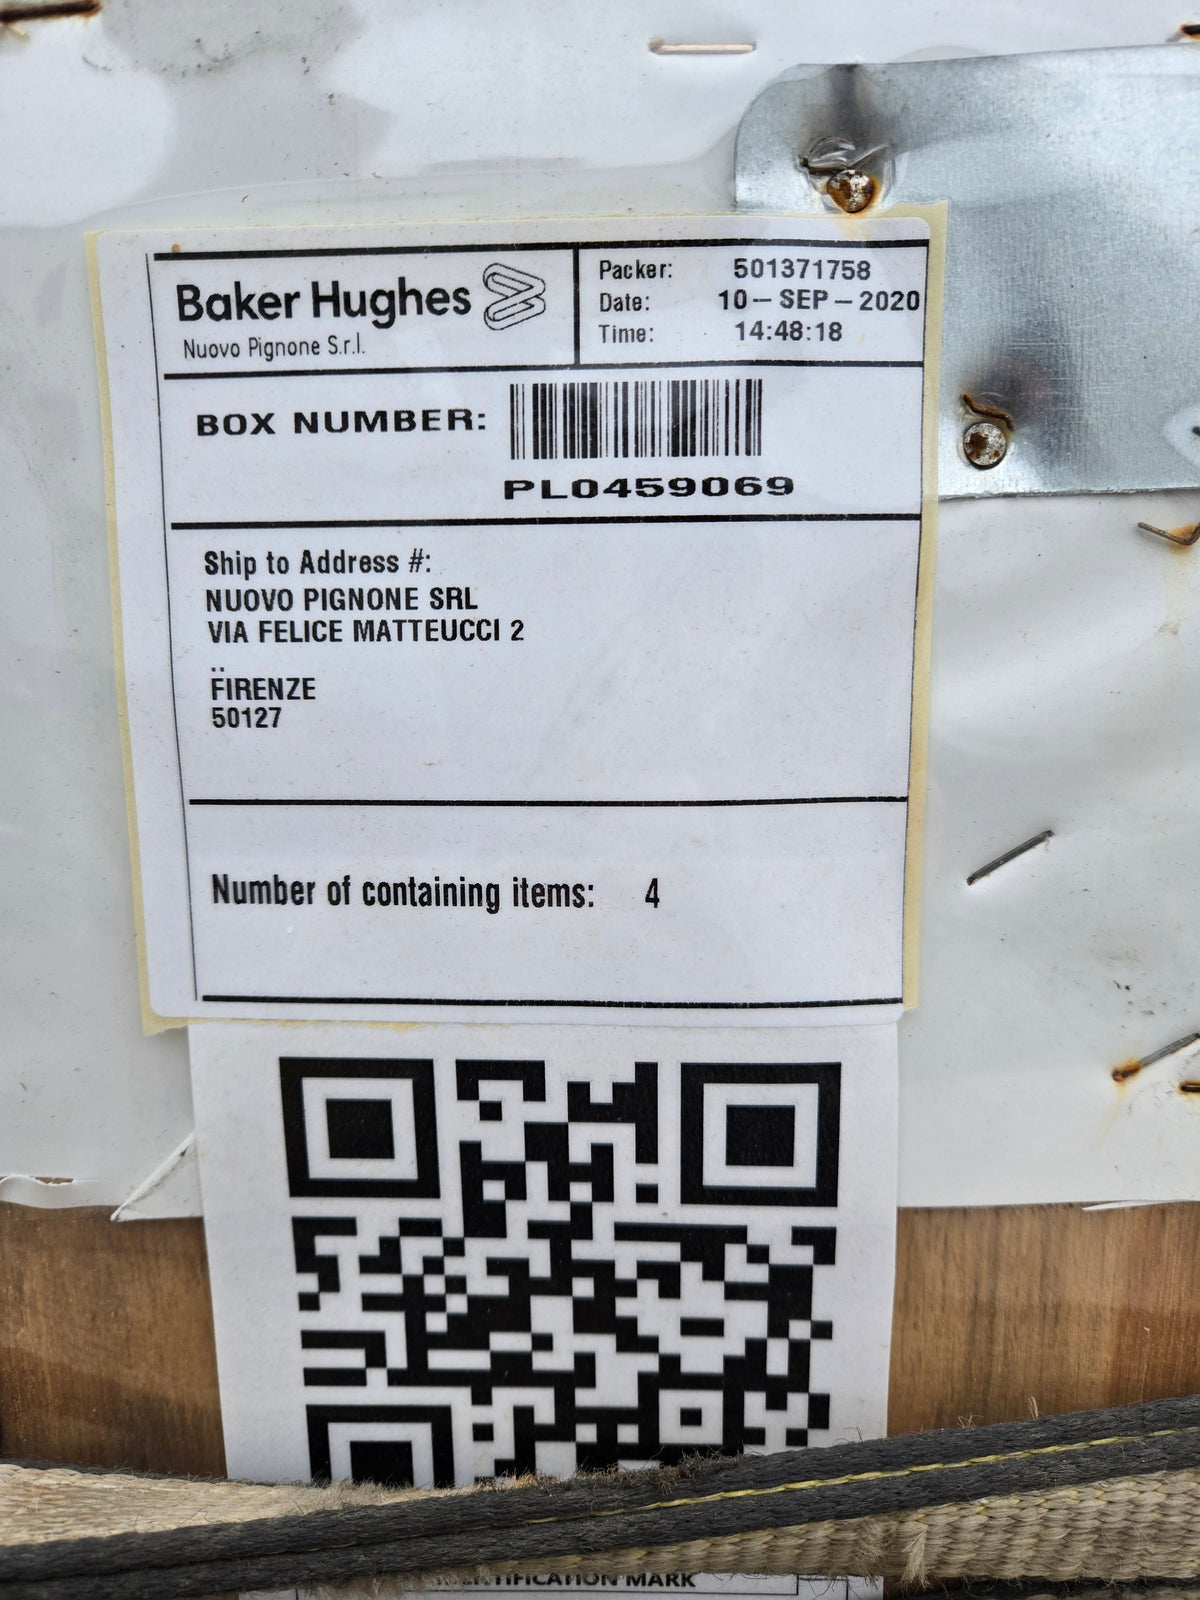 Baker Hughes
Nuovo Pignone S.r.l.
Packer: 501371758
Date: 10-SEP-2020
Time: 14:48:18
BOX NUMBER:
PL0459069
Ship to Address #:
NUOVO PIGNONE SRL
VIA FELICE MATTEUCCI 2
..
FIRENZE
50127
Number of containing items: 4
MARK